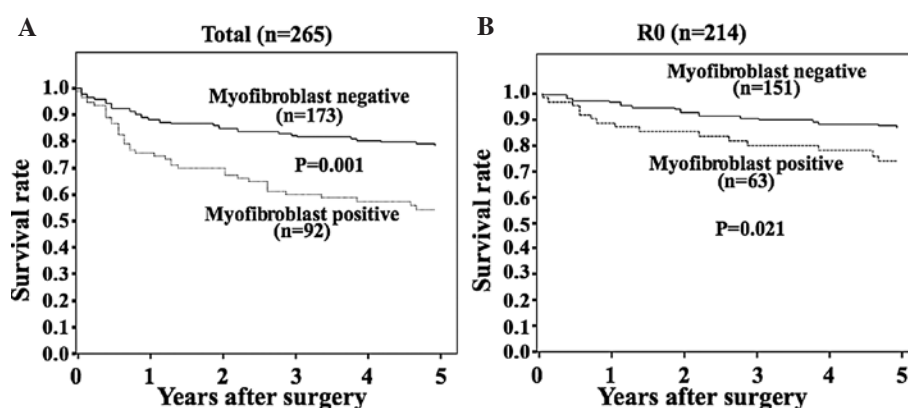 A
Total (n=265)
Survival rate
1.0
0.9
0.8
0.7
0.6
0.5
0.4
0.3
0.2
0.1
0.0
Myofibroblast negative
(n=173)
P=0.001
Myofibroblast positive
(n=92)
0 1 2 3 4 5
Years after surgery
B
R0 (n=214)
Survival rate
1.0
0.9
0.8
0.7
0.6
0.5
0.4
0.3
0.2
0.1
0.0
Myofibroblast negative
(n=151)
Myofibroblast positive
(n=63)
P=0.021
0 1 2 3 4 5
Years after surgery